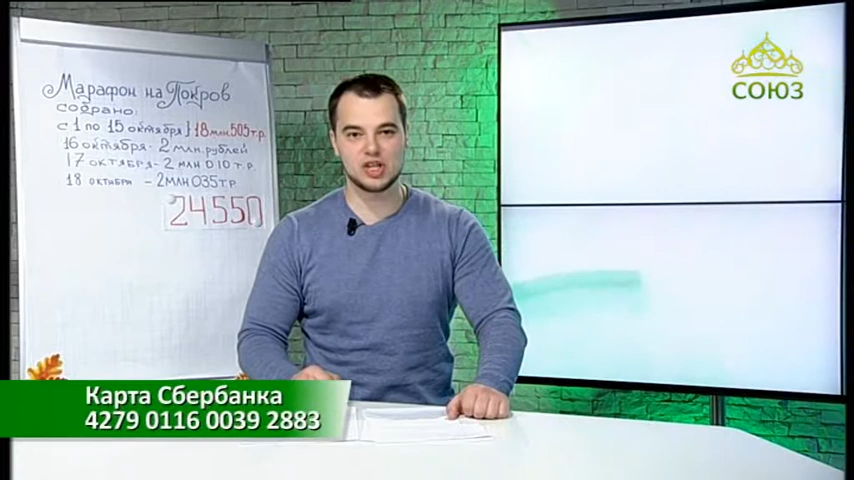 Марафон на Покров
собрано:
с 1 по 15 октября } 18 млн. 505 т.р.
16 октября - 2 млн. рублей
17 октября - 2 млн 010 т.р.
18 октября - 2 млн 035 т.р.
24550
СОЮЗ
Карта Сбербанка
4279 0116 0039 2883